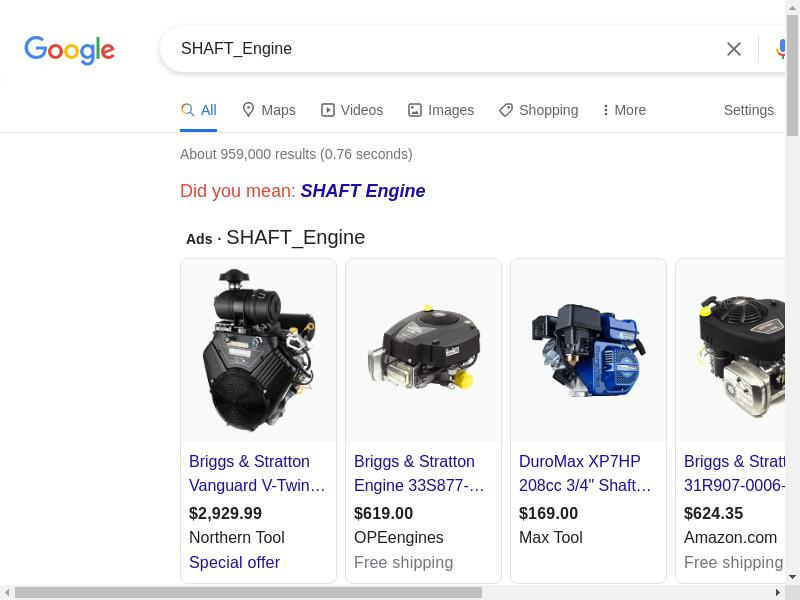 Google
SHAFT_Engine
All
Maps
Videos
Images
Shopping
More
Settings
About 959,000 results (0.76 seconds)
Did you mean: SHAFT Engine
Ads · SHAFT_Engine
Briggs & Stratton
Vanguard V-Twin…
$2,929.99
Northern Tool
Special offer
Briggs & Stratton
Engine 33S877-…
$619.00
OPEengines
Free shipping
DuroMax XP7HP
208cc 3/4" Shaft…
$169.00
Max Tool
Briggs & Stratt
31R907-0006-
$624.35
Amazon.com
Free shipping